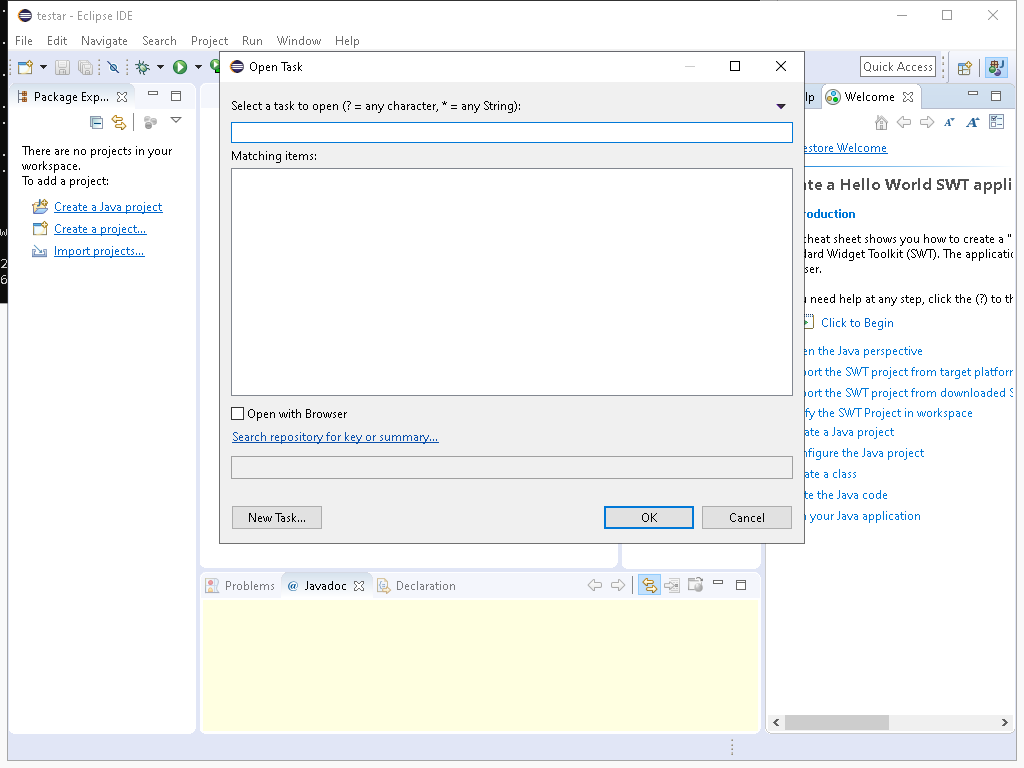 testar - Eclipse IDE
File Edit Navigate Search Project Run Window Help
Quick Access
Package Exp...
There are no projects in your
workspace.
To add a project:
Create a Java project
Create a project...
Import projects...
Open Task
Select a task to open (? = any character, * = any String):
Matching items:
Open with Browser
Search repository for key or summary...
New Task...
OK
Cancel
Problems
@ Javadoc
Declaration
Welcome
estore Welcome
te a Hello World SWT appli
roduction
heat sheet shows you how to create a "
lard Widget Toolkit (SWT). The applicatio
ser.
need help at any step, click the (?) to th
Click to Begin
en the Java perspective
ort the SWT project from target platform
ort the SWT project from downloaded S
fy the SWT Project in workspace
ate a Java project
nfigure the Java project
ate a class
te the Java code
your Java application